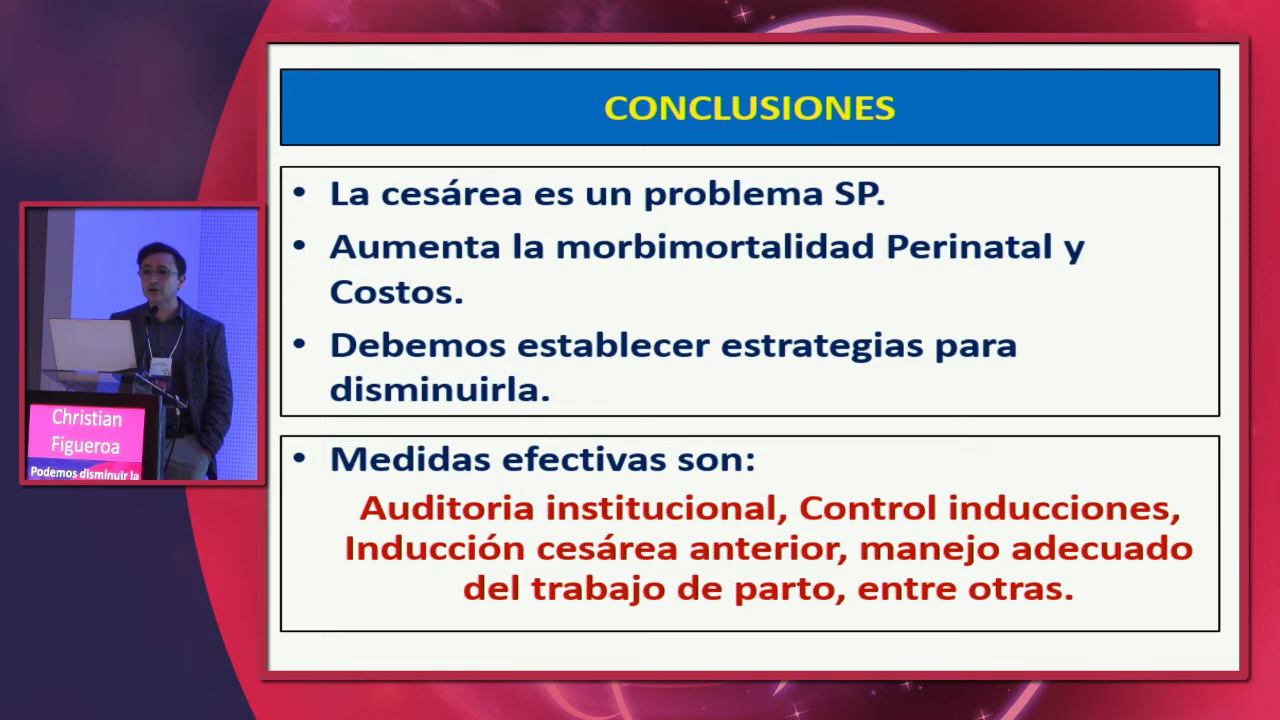 CONCLUSIONES
• La cesárea es un problema SP.
• Aumenta la morbimortalidad Perinatal y
Costos.
• Debemos establecer estrategias para
disminuirla.
• Medidas efectivas son:
Auditoria institucional, Control inducciones,
Inducción cesárea anterior, manejo adecuado
del trabajo de parto, entre otras.
Christian
Figueroa
Podemos disminuir la